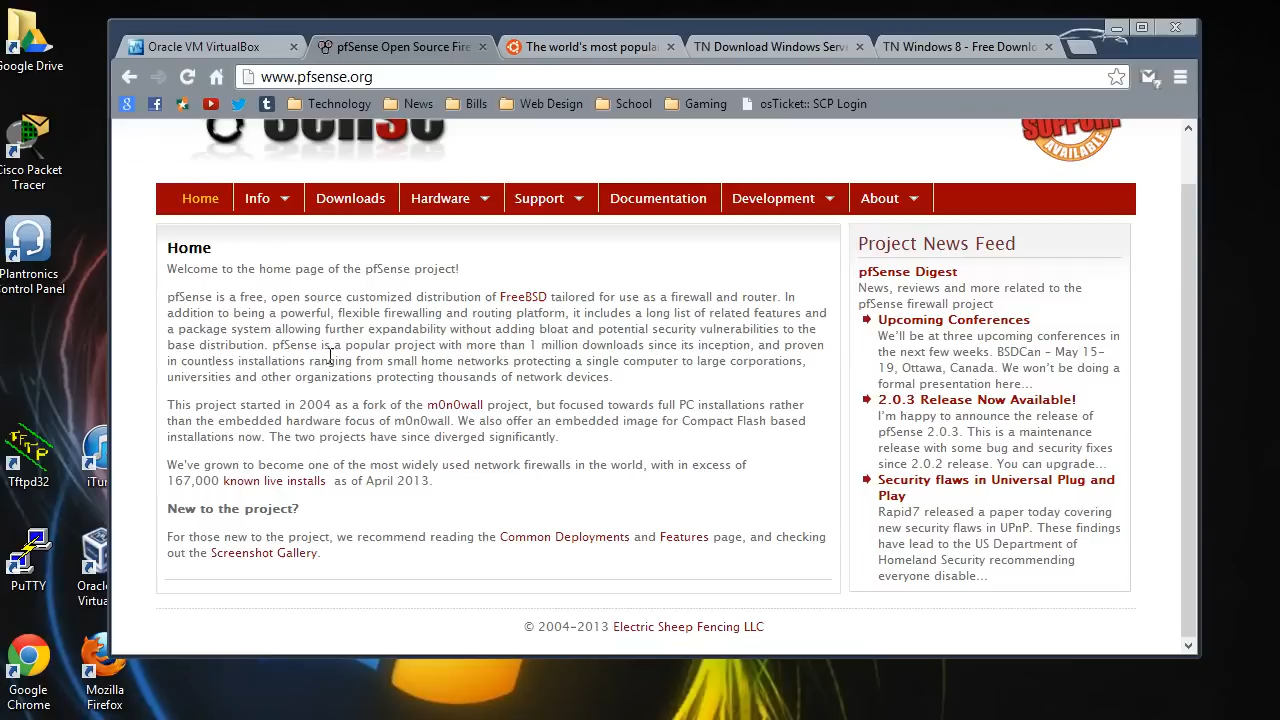 Google Drive
Cisco Packet
Tracer
Plantronics
Control Panel
Tftpd32
iTu
PuTTY
Orac
Virtua
Google
Chrome
Mozilla
Firefox
Oracle VM VirtualBox
pfSense Open Source Fire
The world's most popula
TN Download Windows Serv
TN Windows 8 - Free Downlo
www.pfsense.org
Technology
News
Bills
Web Design
School
Gaming
osTicket:: SCP Login
sense
SUPPORT
AVAILABLE
Home
Info
Downloads
Hardware
Support
Documentation
Development
About
Home
Welcome to the home page of the pfSense project!
pfSense is a free, open source customized distribution of FreeBSD tailored for use as a firewall and router. In
addition to being a powerful, flexible firewalling and routing platform, it includes a long list of related features and
a package system allowing further expandability without adding bloat and potential security vulnerabilities to the
base distribution. pfSense is a popular project with more than 1 million downloads since its inception, and proven
in countless installations ranging from small home networks protecting a single computer to large corporations,
universities and other organizations protecting thousands of network devices.
This project started in 2004 as a fork of the m0n0wall project, but focused towards full PC installations rather
than the embedded hardware focus of m0n0wall. We also offer an embedded image for Compact Flash based
installations now. The two projects have since diverged significantly.
We've grown to become one of the most widely used network firewalls in the world, with in excess of
167,000 known live installs as of April 2013.
New to the project?
For those new to the project, we recommend reading the Common Deployments and Features page, and checking
out the Screenshot Gallery.
Project News Feed
pfSense Digest
News, reviews and more related to the
pfSense firewall project
Upcoming Conferences
We'll be at three upcoming conferences in
the next few weeks. BSDCan – May 15-
19, Ottawa, Canada. We won't be doing a
formal presentation here...
2.0.3 Release Now Available!
I'm happy to announce the release of
pfSense 2.0.3. This is a maintenance
release with some bug and security fixes
since 2.0.2 release. You can upgrade...
Security flaws in Universal Plug and
Play
Rapid7 released a paper today covering
new security flaws in UPnP. These findings
have lead to the US Department of
Homeland Security recommending
everyone disable...
© 2004–2013 Electric Sheep Fencing LLC